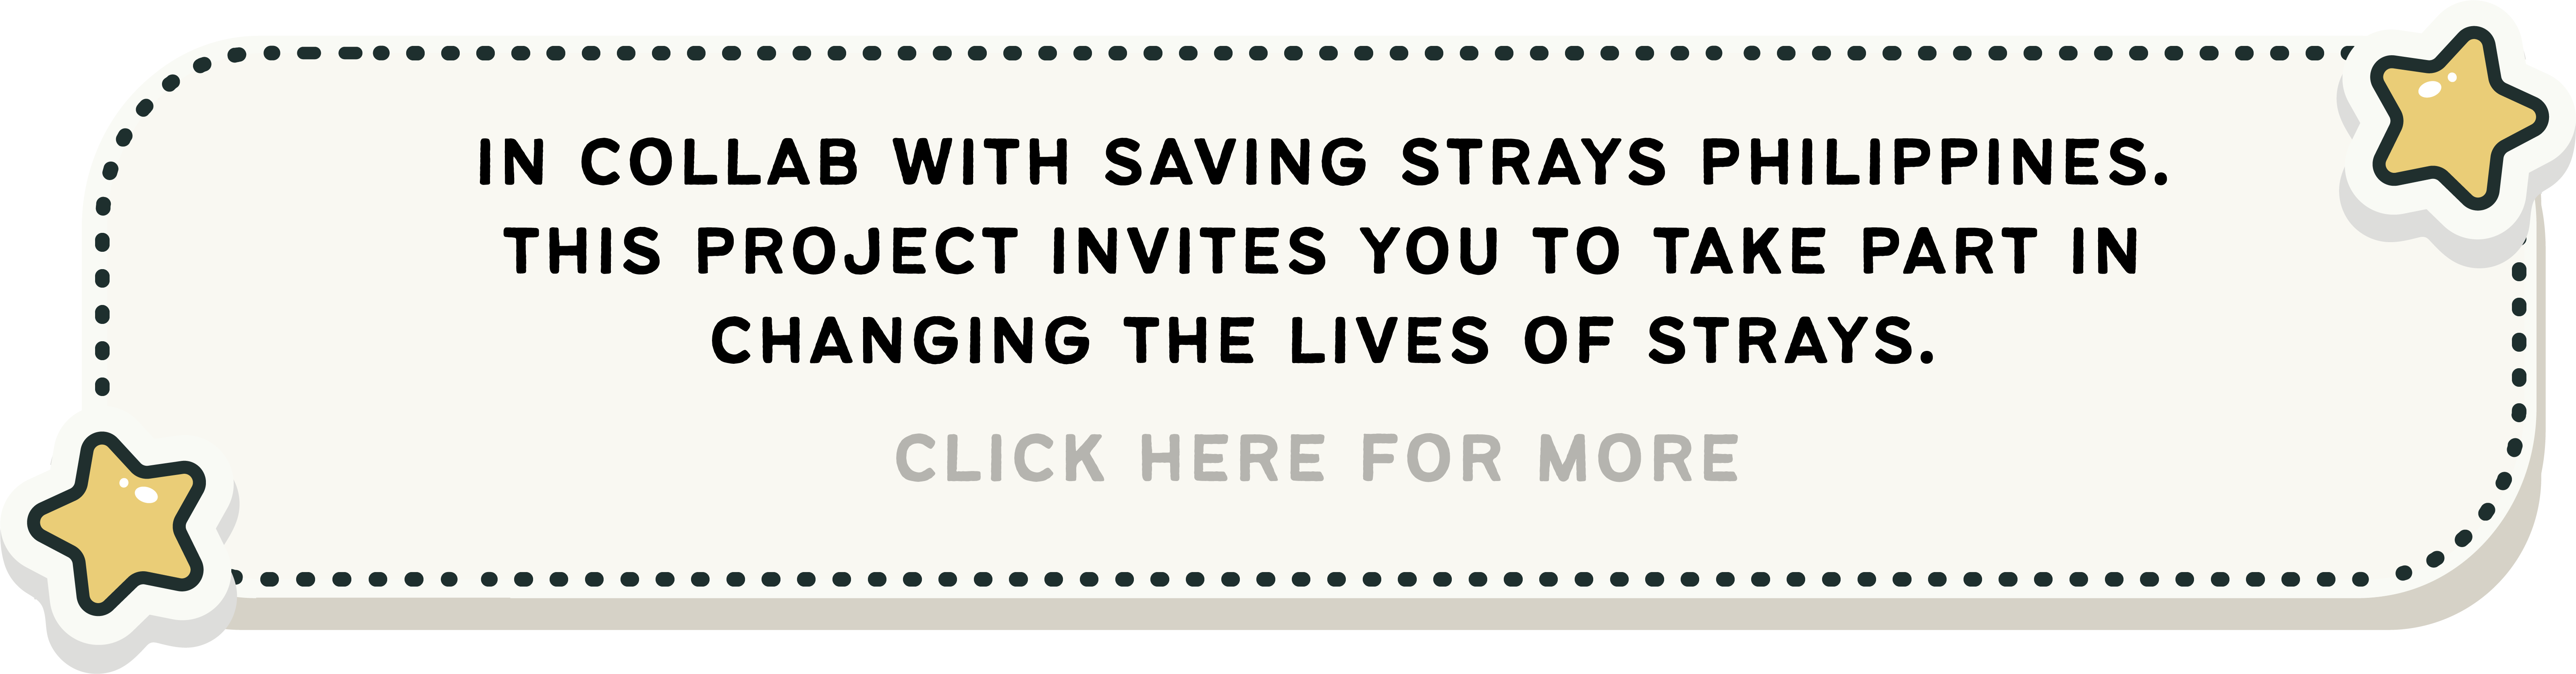 IN COLLAB WITH SAVING STRAYS PHILIPPINES.
THIS PROJECT INVITES YOU TO TAKE PART IN
CHANGING THE LIVES OF STRAYS.
CLICK HERE FOR MORE